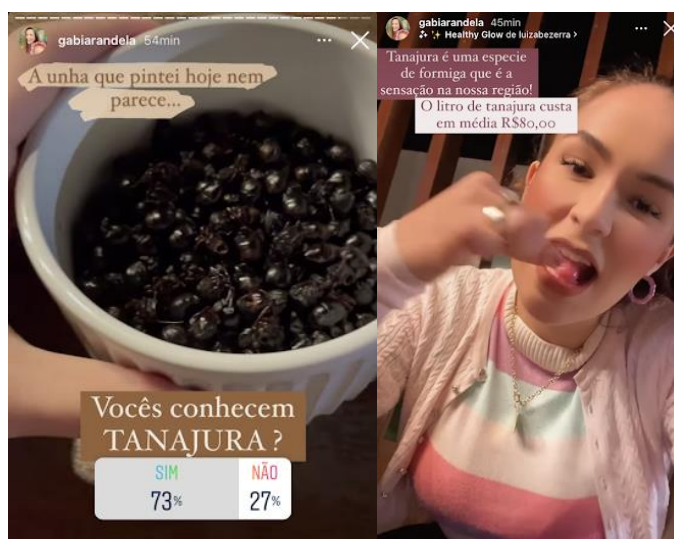 gabiarandela 54min
A unha que pintei hoje nem
parece...
Vocês conhecem
TANAJURA ?
SIM
NÃO
73%
27%
gabiarandela 45min
Healthy Glow de luizabezerra >
Tanajura é uma especie
de formiga que é a
sensação na nossa região!
O litro de tanajura custa
em média R$80,00